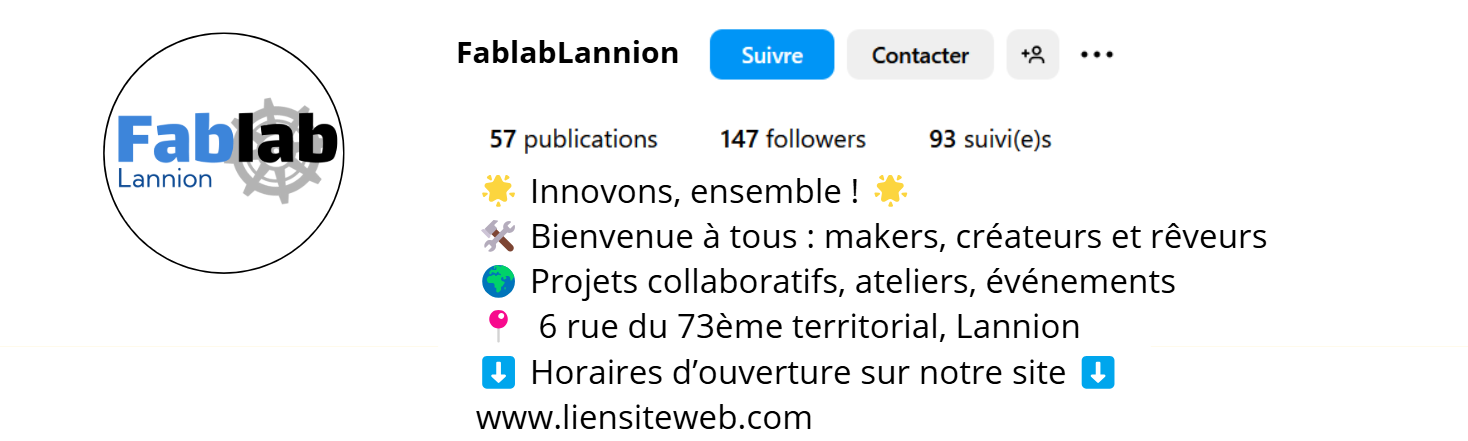 Fablab
Lannion
FablabLannion Suivre Contacter
57 publications 147 followers 93 suivi(e)s
🌟 Innovons, ensemble ! 🌟
🛠️ Bienvenue à tous : makers, créateurs et rêveurs
🌍 Projets collaboratifs, ateliers, événements
📍 6 rue du 73ème territorial, Lannion
⬇️ Horaires d’ouverture sur notre site ⬇️
www.liensiteweb.com